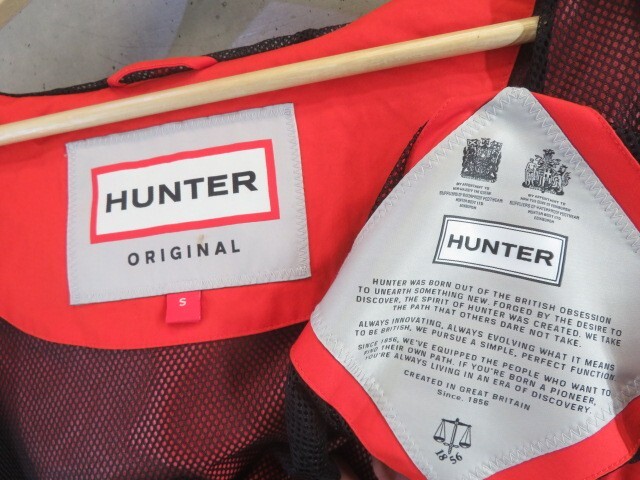 HUNTER
ORIGINAL
S
HUNTER
HUNTER WAS BORN OUT OF THE BRITISH OBSESSION
TO UNEARTH SOMETHING NEW. FORGED BY THE DESIRE TO
DISCOVER, THE SPIRIT OF HUNTER WAS CREATED. WE TAKE
THE PATH THAT OTHERS DARE NOT TAKE.
ALWAYS INNOVATING, ALWAYS EVOLVING WHAT IT MEANS
TO BE BRITISH, WE PURSUE A SIMPLE, PERFECT FUNCTION
SINCE 1856, WE'VE EQUIPPED THE PEOPLE WHO WANT TO
FIND THEIR OWN PATH. IF YOU'RE BORN A PIONEER,
YOU'RE ALWAYS LIVING IN AN ERA OF DISCOVERY.
CREATED IN GREAT BRITAIN
Since. 1856
1856